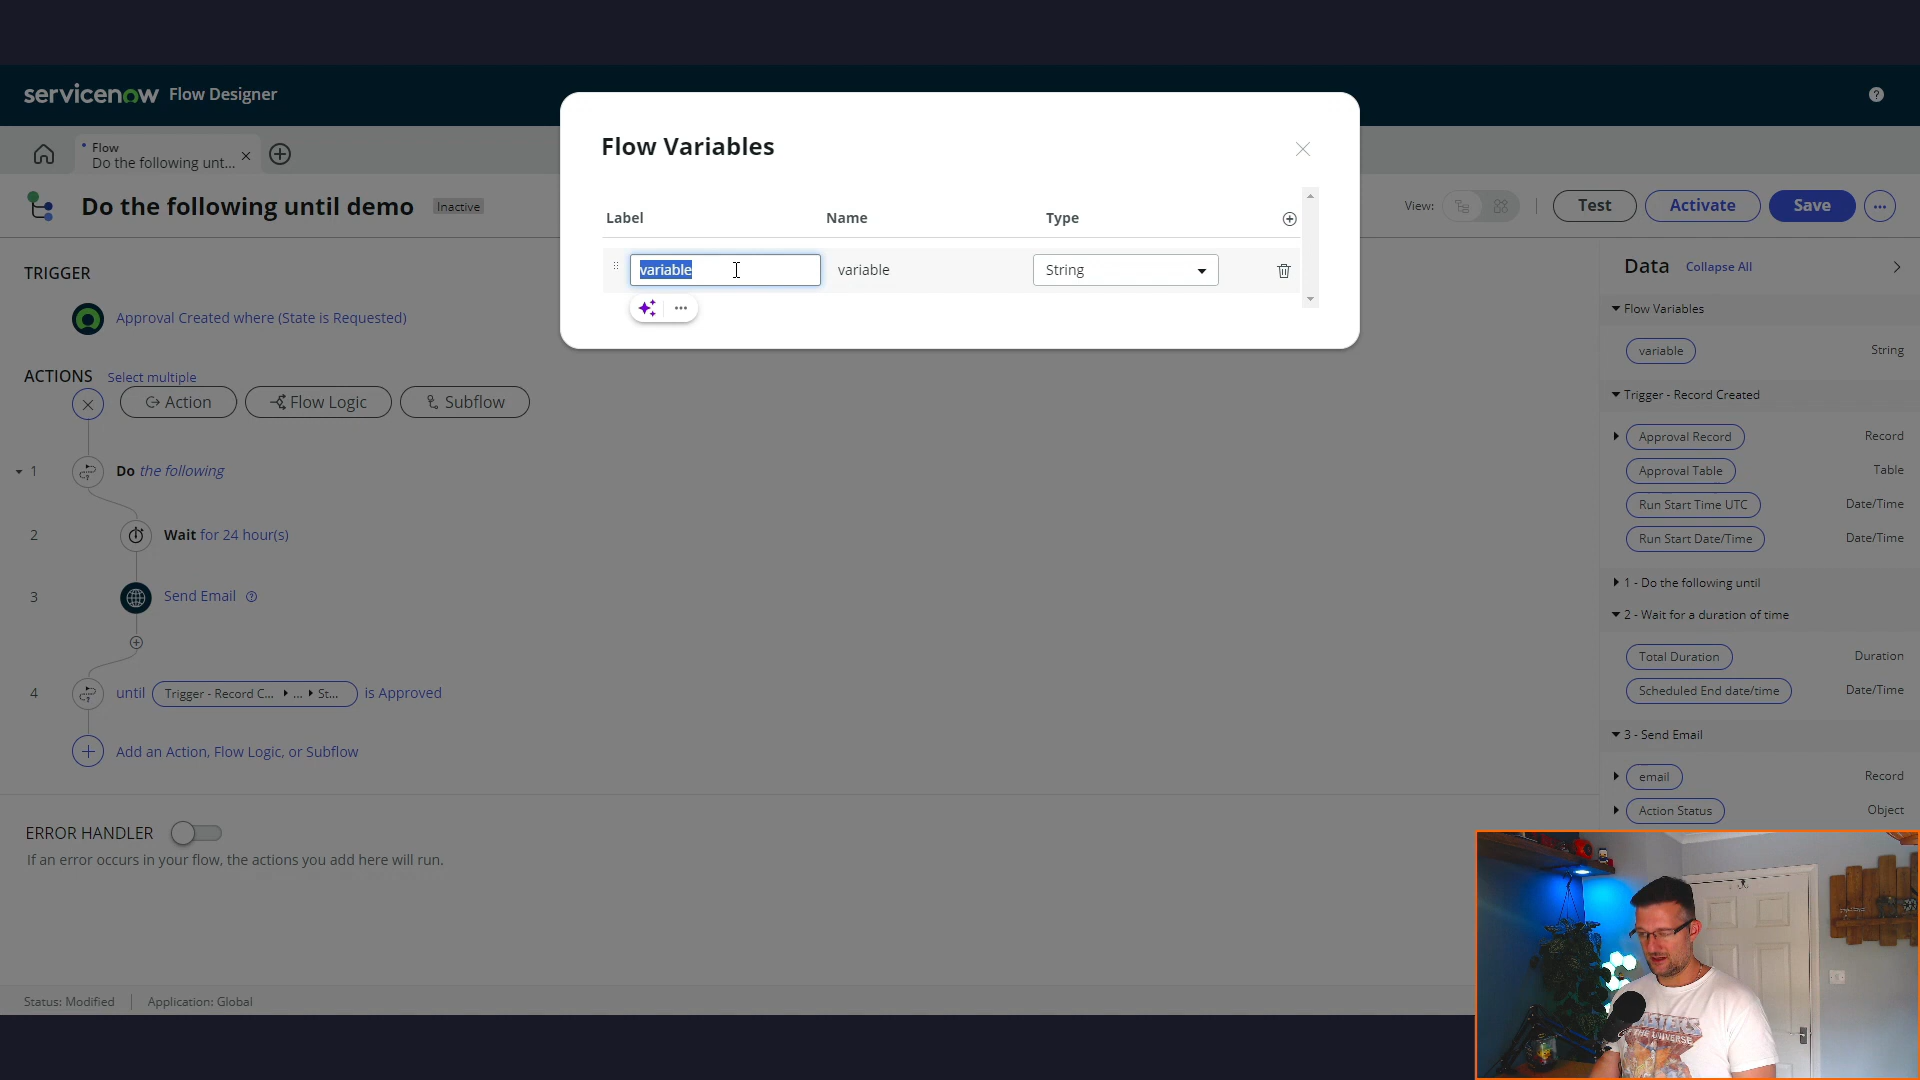 servicenow Flow Designer
Flow
Do the following unt...
Do the following until demo
Inactive
View:
Test
Activate
Save
Flow Variables
Label Name Type
variable variable String
TRIGGER
Approval Created where (State is Requested)
ACTIONS Select multiple
Action Flow Logic Subflow
1 Do the following
2 Wait for 24 hour(s)
3 Send Email
4 until Trigger - Record C... ... St... is Approved
Add an Action, Flow Logic, or Subflow
ERROR HANDLER
If an error occurs in your flow, the actions you add here will run.
Status: Modified Application: Global
Data Collapse All
Flow Variables
variable String
Trigger - Record Created
Approval Record Record
Approval Table Table
Run Start Time UTC Date/Time
Run Start Date/Time Date/Time
1 - Do the following until
2 - Wait for a duration of time
Total Duration Duration
Scheduled End date/time Date/Time
3 - Send Email
email Record
Action Status Object
THE UNIVERSE